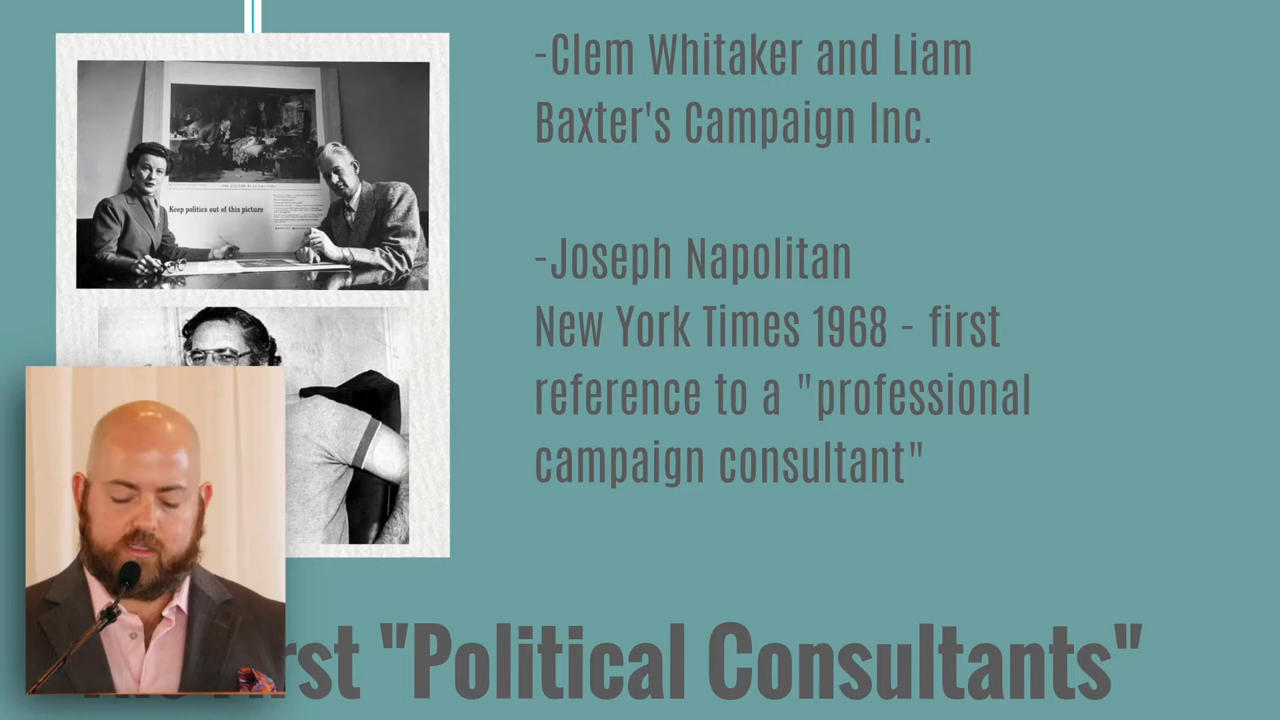 -Clem Whitaker and Liam
Baxter's Campaign Inc.
Keep politics out of this picture
-Joseph Napolitan
New York Times 1968 - first
reference to a "professional
campaign consultant"
"Political Consultants"